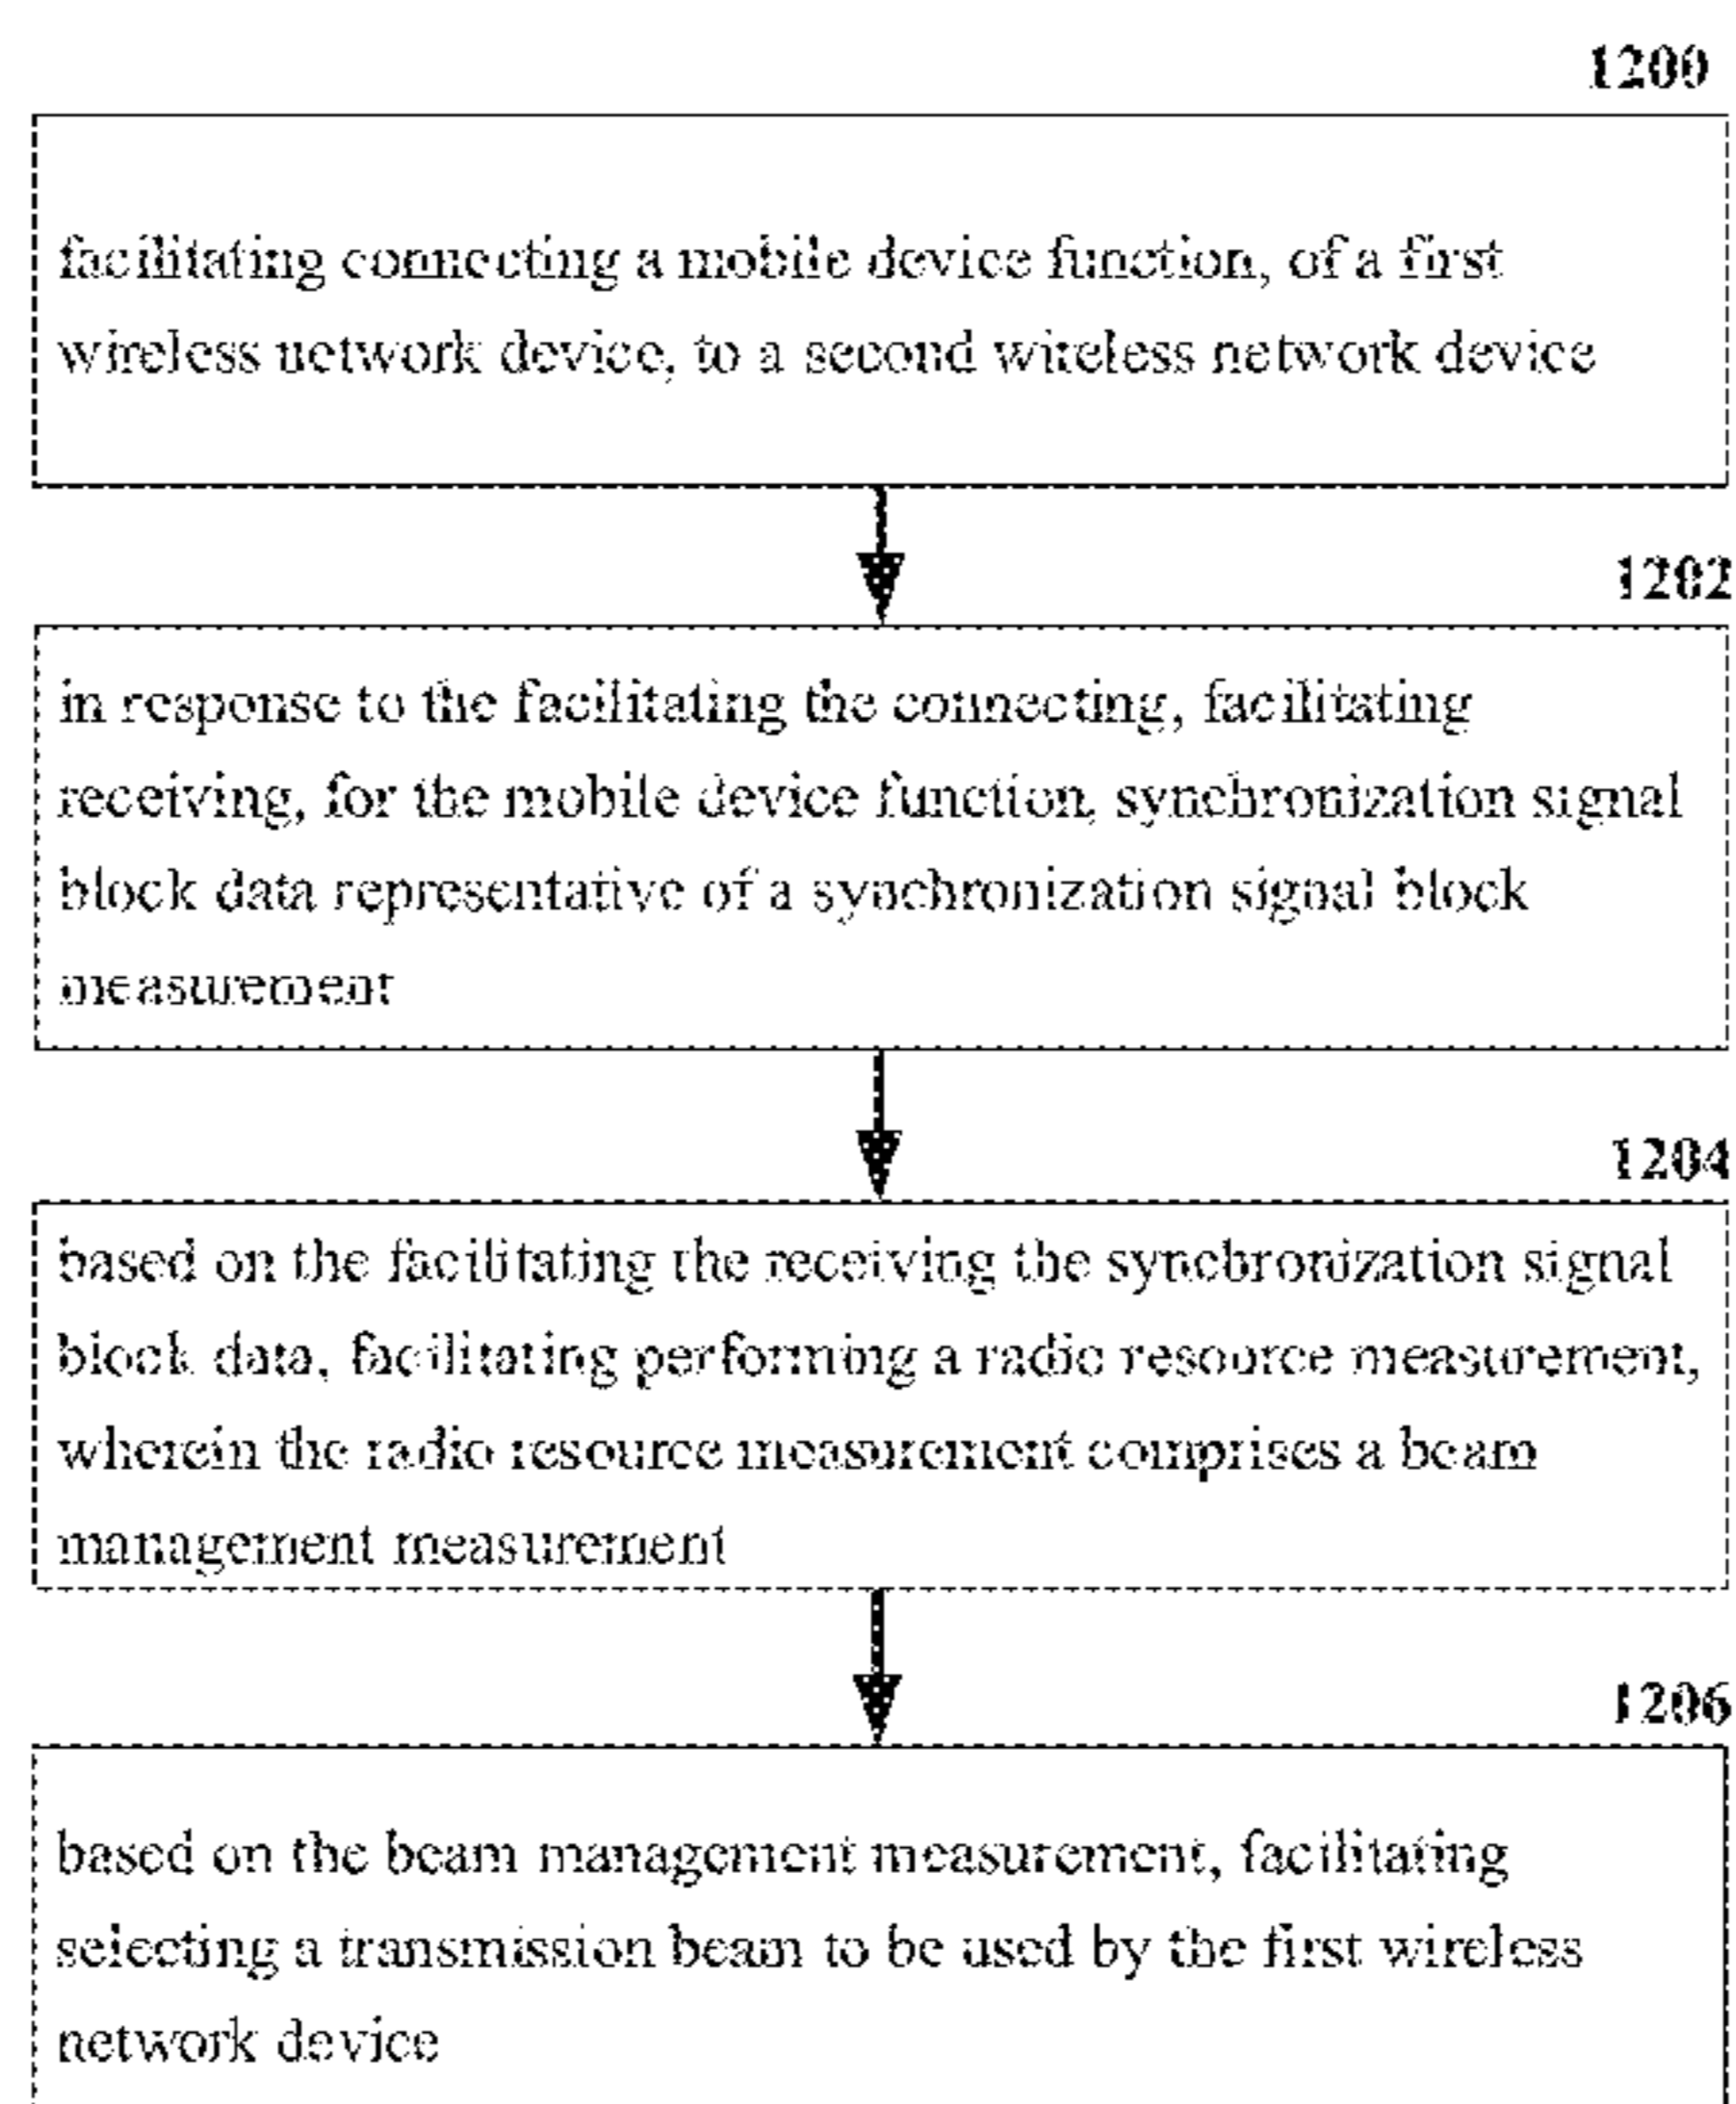 1200
facilitating connecting a mobile device function, of a first
wireless network device, to a second wireless network device
1202
in response to the facilitating the connecting, facilitating
receiving, for the mobile device function, synchronization signal
block data representative of a synchronization signal block
measurement
1204
based on the facilitating the receiving the synchronization signal
block data, facilitating performing a radio resource measurement,
wherein the radio resource measurement comprises a beam
management measurement
1206
based on the beam management measurement, facilitating
selecting a transmission beam to be used by the first wireless
network device